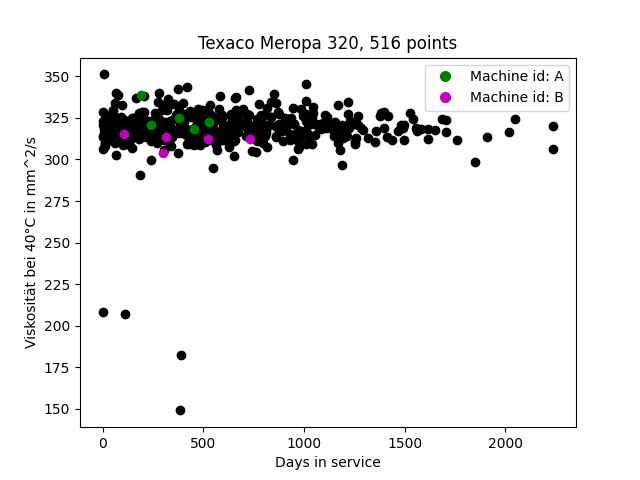 Texaco Meropa 320, 516 points
Viskosität bei 40°C in mm^2/s
350
325
300
275
250
225
200
175
150
Machine id: A
Machine id: B
0
500
1000
1500
2000
Days in service